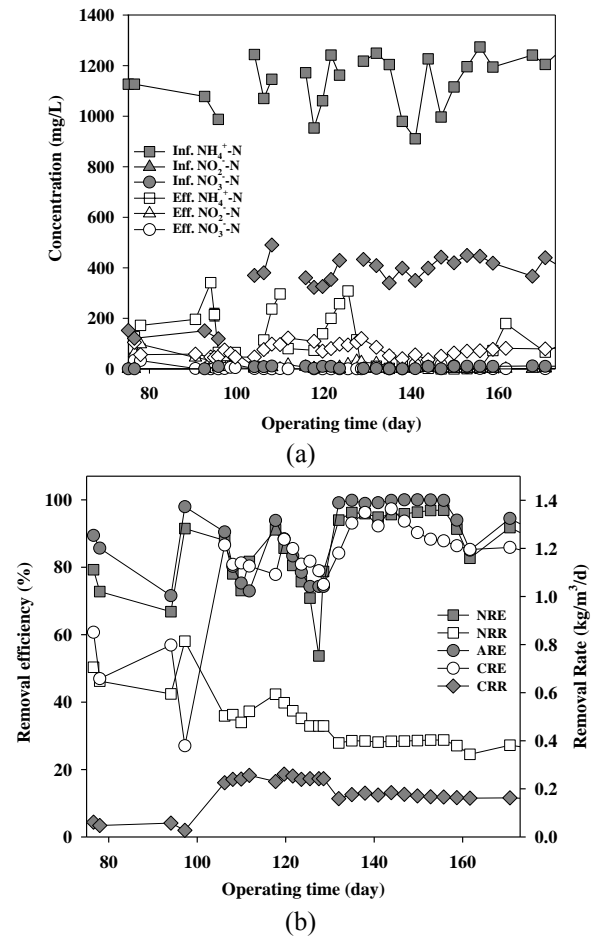 1400
1200
1000
800
600
400
200
0
Concentration (mg/L)
Inf. NH₄⁺-N
Inf. NO₂⁻-N
Inf. NO₃⁻-N
Eff. NH₄⁺-N
Eff. NO₂⁻-N
Eff. NO₃⁻-N
80 100 120 140 160
Operating time (day)
(a)
100
80
60
40
20
0
Removal efficiency (%)
1.4
1.2
1.0
0.8
0.6
0.4
0.2
0.0
Removal Rate (kg/m³/d)
NRE
NRR
ARE
CRE
CRR
80 100 120 140 160
Operating time (day)
(b)